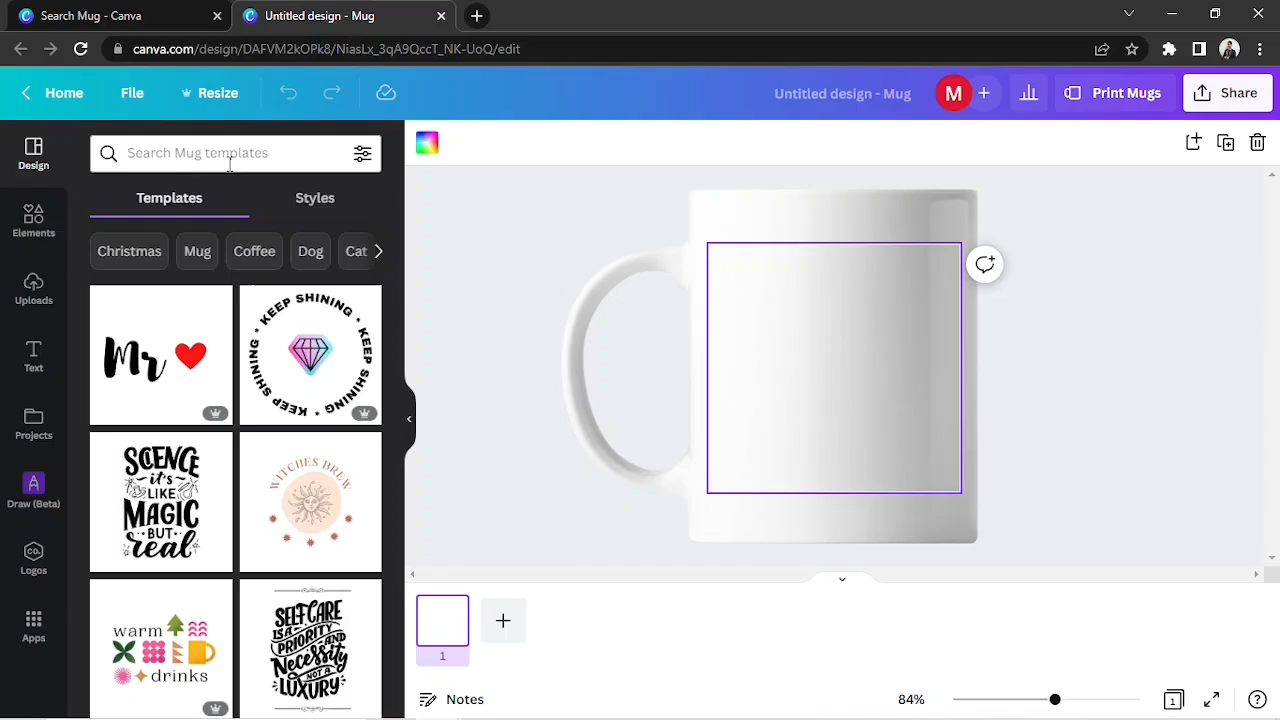 Search Mug - Canva
Untitled design - Mug
canva.com/design/DAFVM2kOPk8/NiasLx_3qA9QccT_NK-UoQ/edit
Home
File
Resize
Untitled design - Mug
M
Print Mugs
Share
Design
Elements
Uploads
Text
Projects
Draw (Beta)
CO.
Logos
Apps
Search Mug templates
Templates
Styles
Christmas
Mug
Coffee
Dog
Cat
Mr
KEEP SHINING * KEEP SHINING * KEEP SHINING *
SCIENCE
it's
LIKE
MAGIC
BUT
real
WITCHES BREW
warm
drinks
SELF CARE
IS A
PRIORITY AND
Necessity
NOT A
LUXURY
1
Notes
84%
1